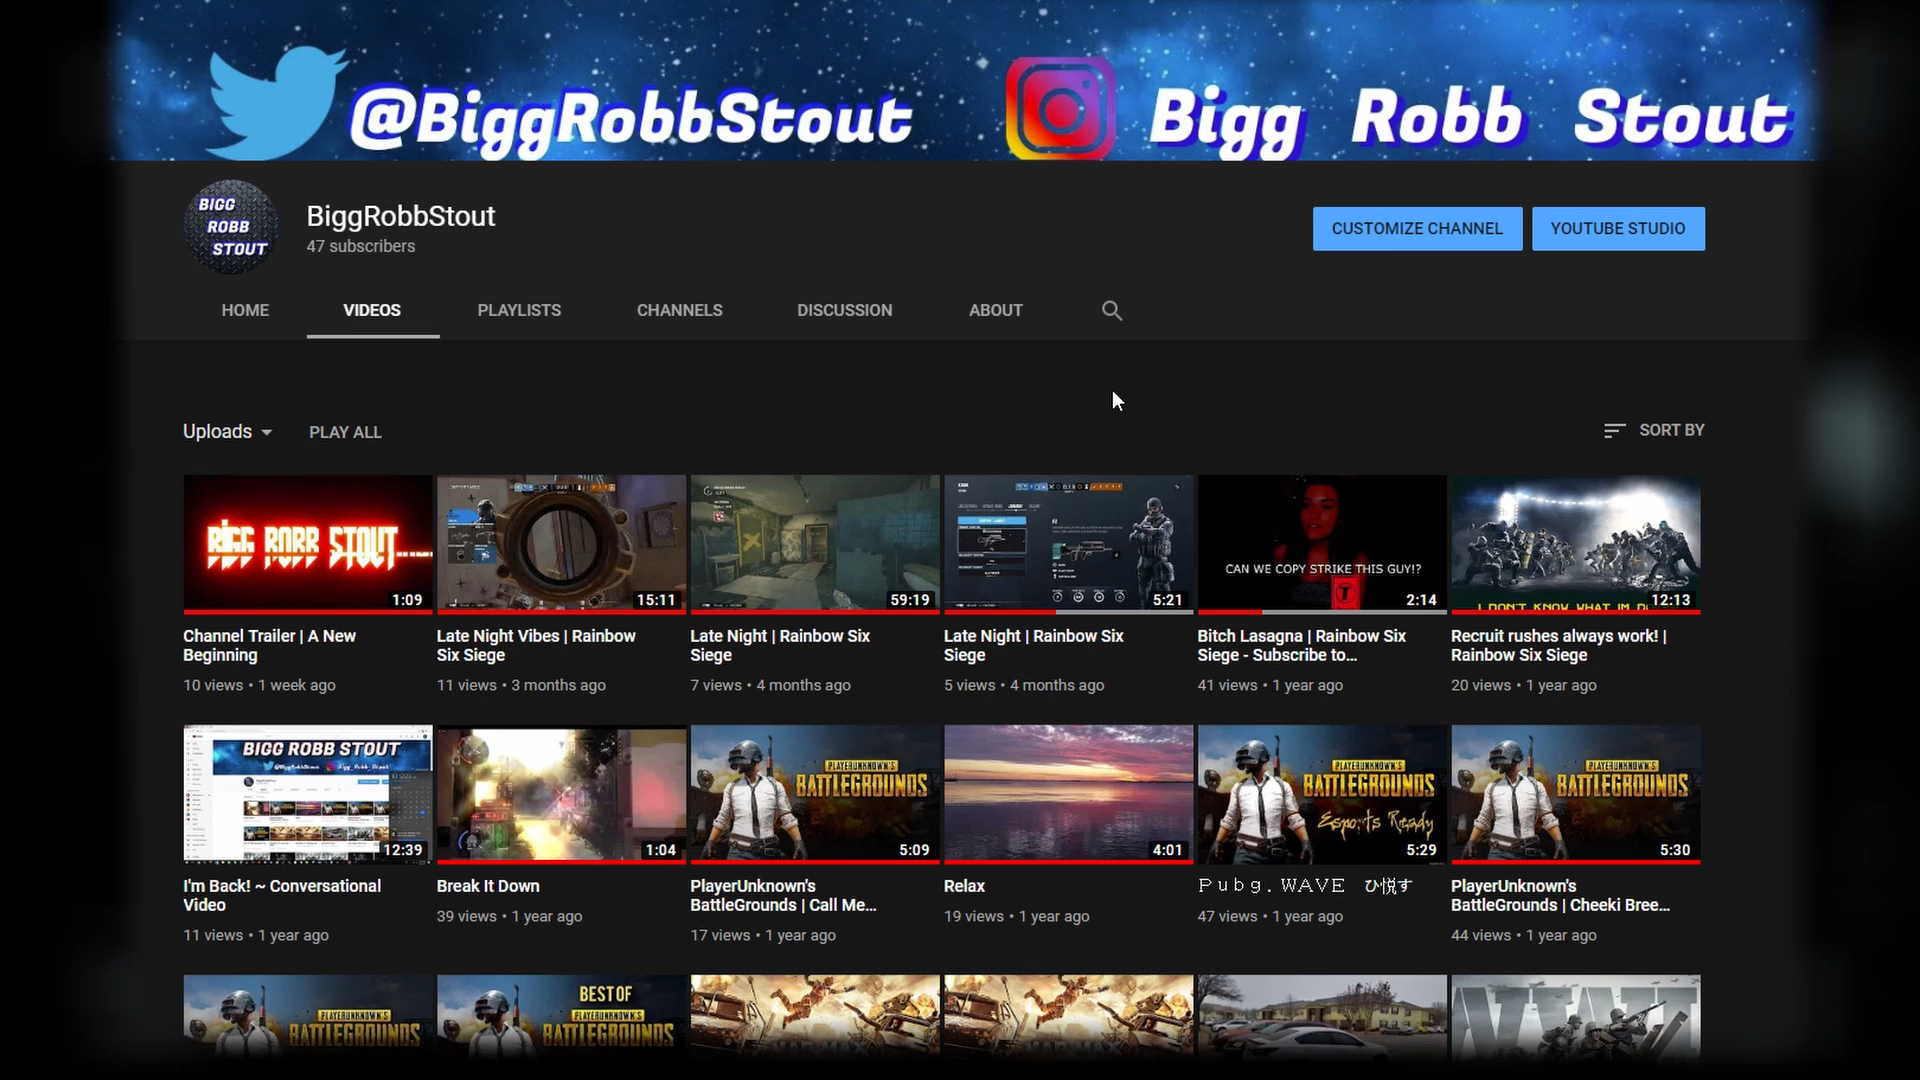 @BiggRobbStout
Bigg Robb Stout
BIGG
ROBB
STOUT
BiggRobbStout
47 subscribers
CUSTOMIZE CHANNEL
YOUTUBE STUDIO
HOME
VIDEOS
PLAYLISTS
CHANNELS
DISCUSSION
ABOUT
Uploads
PLAY ALL
SORT BY
BIGG ROBB STOUT
1:09
15:11
59:19
5:21
CAN WE COPY STRIKE THIS GUY!?
2:14
12:13
Channel Trailer | A New
Beginning
10 views • 1 week ago
Late Night Vibes | Rainbow
Six Siege
11 views • 3 months ago
Late Night | Rainbow Six
Siege
7 views • 4 months ago
Late Night | Rainbow Six
Siege
5 views • 4 months ago
Bitch Lasagna | Rainbow Six
Siege - Subscribe to...
41 views • 1 year ago
Recruit rushes always work! |
Rainbow Six Siege
20 views • 1 year ago
BIGG ROBB STOUT
12:39
1:04
PLAYERUNKNOWN'S
BATTLEGROUNDS
5:09
4:01
PLAYERUNKNOWN'S
BATTLEGROUNDS
Esports Ready
5:29
PLAYERUNKNOWN'S
BATTLEGROUNDS
5:30
I'm Back! ~ Conversational
Video
11 views • 1 year ago
Break It Down
39 views • 1 year ago
PlayerUnknown's
BattleGrounds | Call Me...
17 views • 1 year ago
Relax
19 views • 1 year ago
Ｐｕｂｇ．ＷＡＶＥ　ひ悦す
47 views • 1 year ago
PlayerUnknown's
BattleGrounds | Cheeki Bree...
44 views • 1 year ago
PLAYERUNKNOWN'S
BATTLEGROUNDS
BEST OF
PLAYERUNKNOWN'S
BATTLEGROUNDS